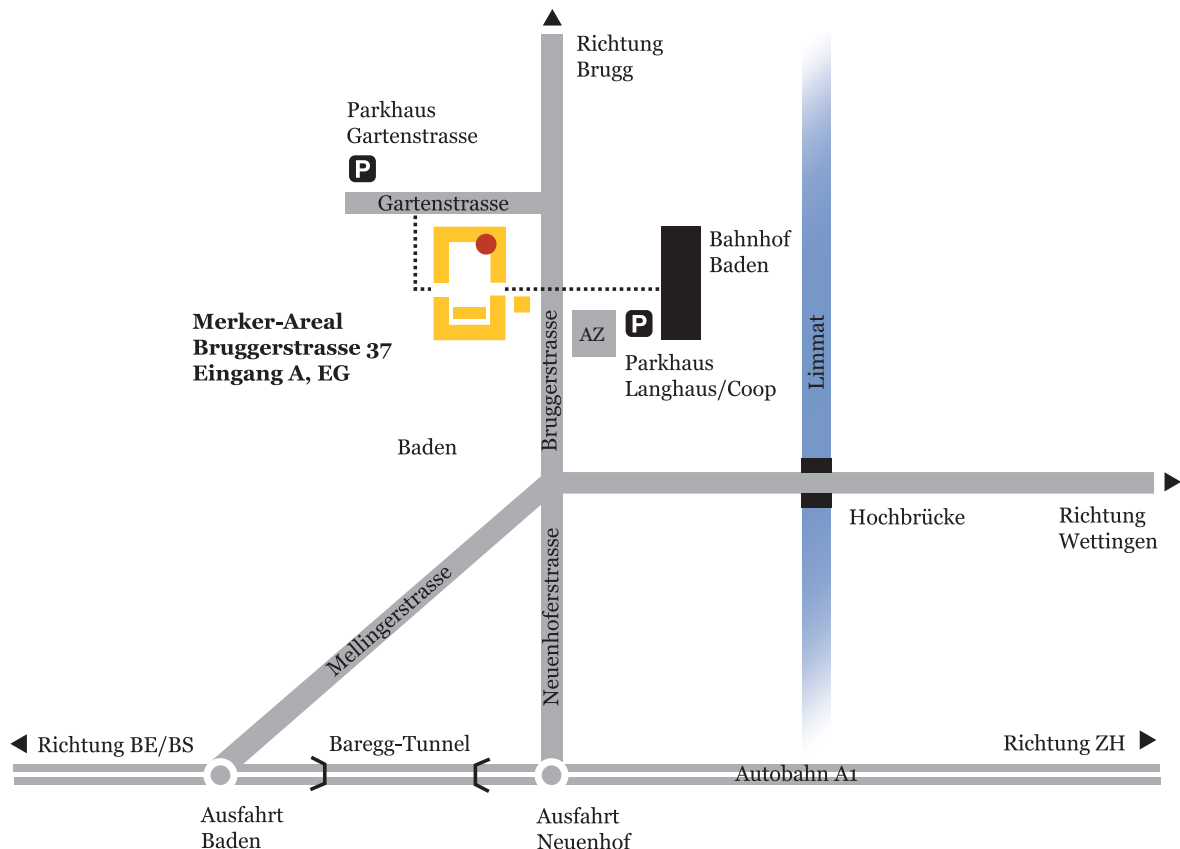 Richtung
Brugg
Parkhaus
Gartenstrasse
P
Gartenstrasse
Bahnhof
Baden
Merker-Areal
Bruggerstrasse 37
Eingang A, EG
AZ
P
Parkhaus
Langhaus/Coop
Bruggerstrasse
Limmat
Baden
Hochbrücke
Richtung
Wettingen
Mellingerstrasse
Neuenhoferstrasse
Richtung BE/BS
Baregg-Tunnel
Richtung ZH
Autobahn A1
Ausfahrt
Baden
Ausfahrt
Neuenhof